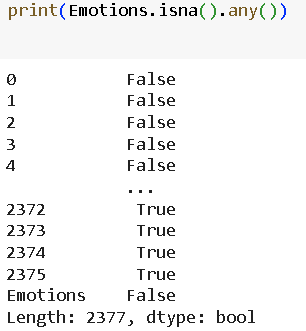 print(Emotions.isna().any())
0 False
1 False
2 False
3 False
4 False
...
2372 True
2373 True
2374 True
2375 True
Emotions False
Length: 2377, dtype: bool